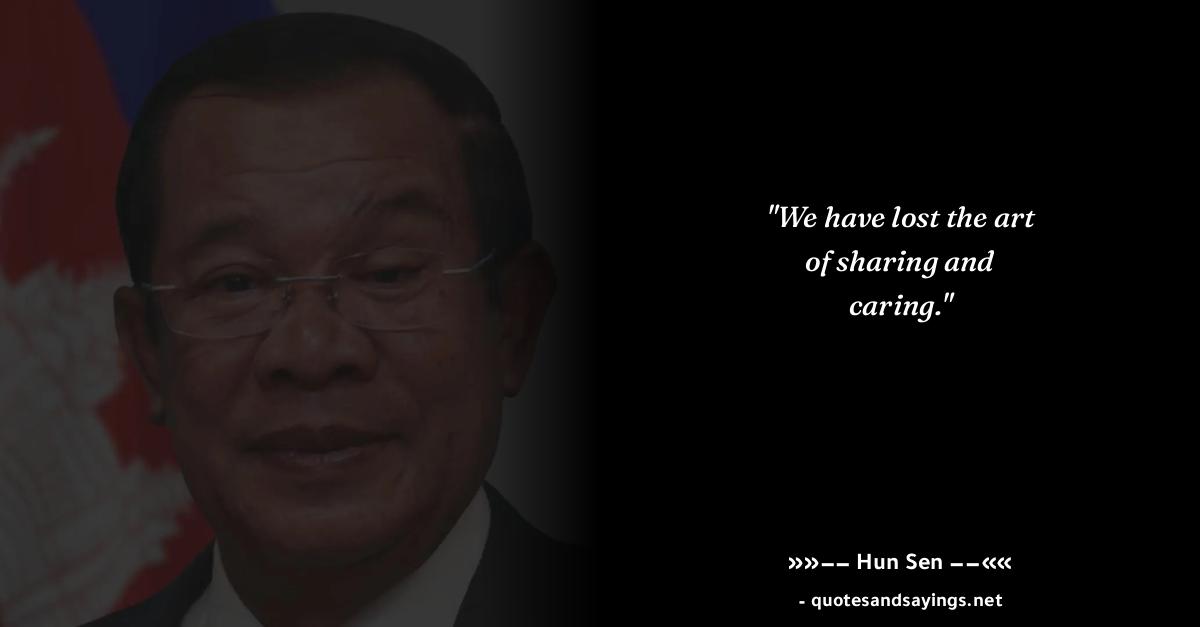 "We have lost the art
of sharing and
caring."
»»−− Hun Sen −−««
- quotesandsayings.net